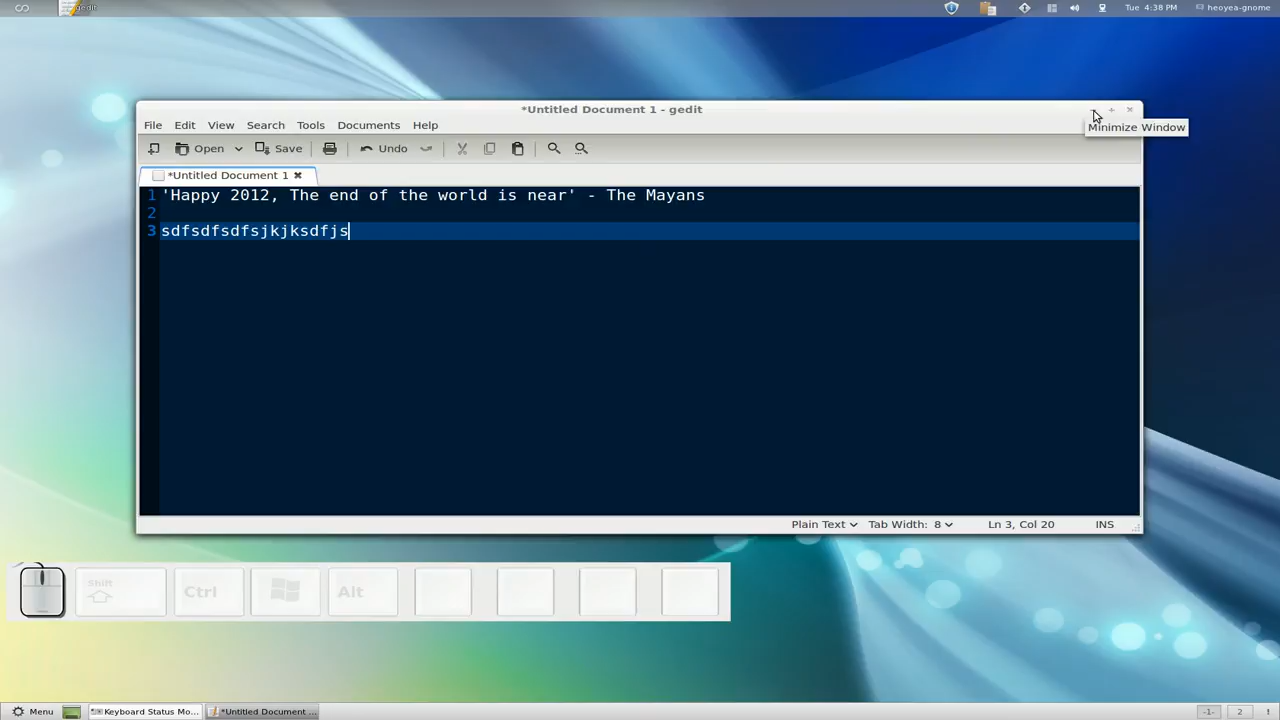 gedit
Tue 4:38 PM
heoyea-gnome
*Untitled Document 1 - gedit
Minimize Window
File Edit View Search Tools Documents Help
Open Save Undo
*Untitled Document 1
1 'Happy 2012, The end of the world is near' - The Mayans
2
3 sdfsdfsdfsjkjksdfjs
Plain Text Tab Width: 8 Ln 3, Col 20 INS
Shift Ctrl Alt
Menu *Keyboard Status Mo... *Untitled Document ... -1- 2